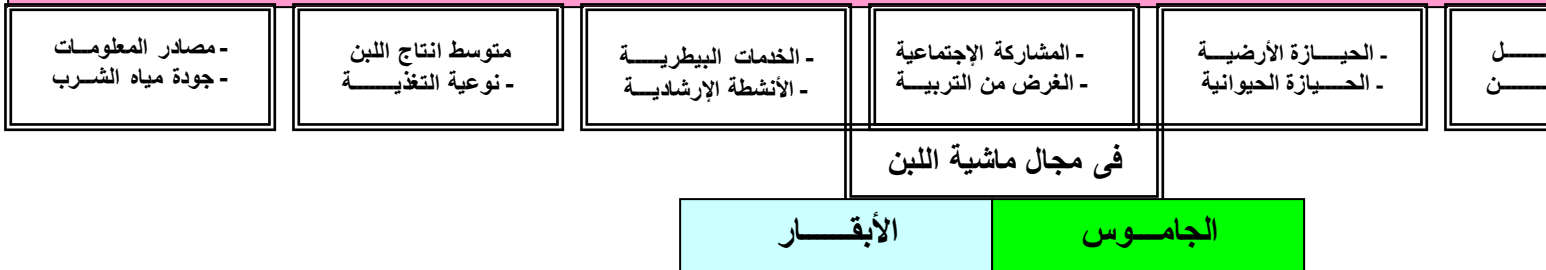 - الحيازة الأرضية
- الحيازة الحيوانية
- المشاركة الإجتماعية
- الغرض من التربية
- الخدمات البيطرية
- الأنشطة الإرشادية
متوسط انتاج اللبن
- نوعية التغذية
- مصادر المعلومات
- جودة مياه الشرب
فى مجال ماشية اللبن
الجاموس
الأبقار